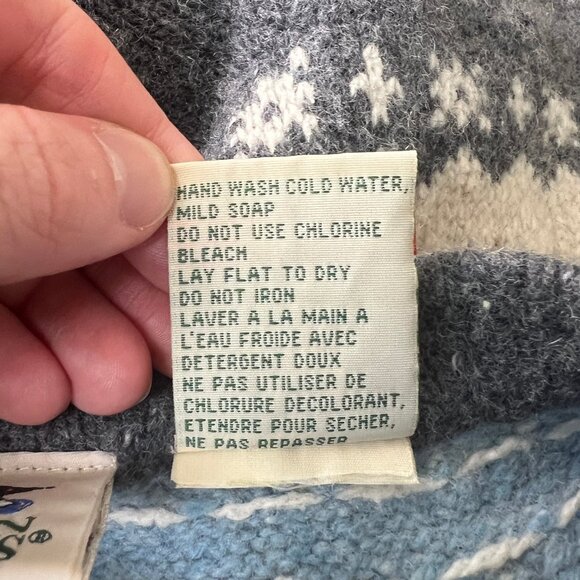 HAND WASH COLD WATER,
MILD SOAP
DO NOT USE CHLORINE
BLEACH
LAY FLAT TO DRY
DO NOT IRON
LAVER A LA MAIN A
L'EAU FROIDE AVEC
DETERGENT DOUX
NE PAS UTILISER DE
CHLORURE DECOLORANT,
ETENDRE POUR SECHER,
NE PAS REPASSER
®